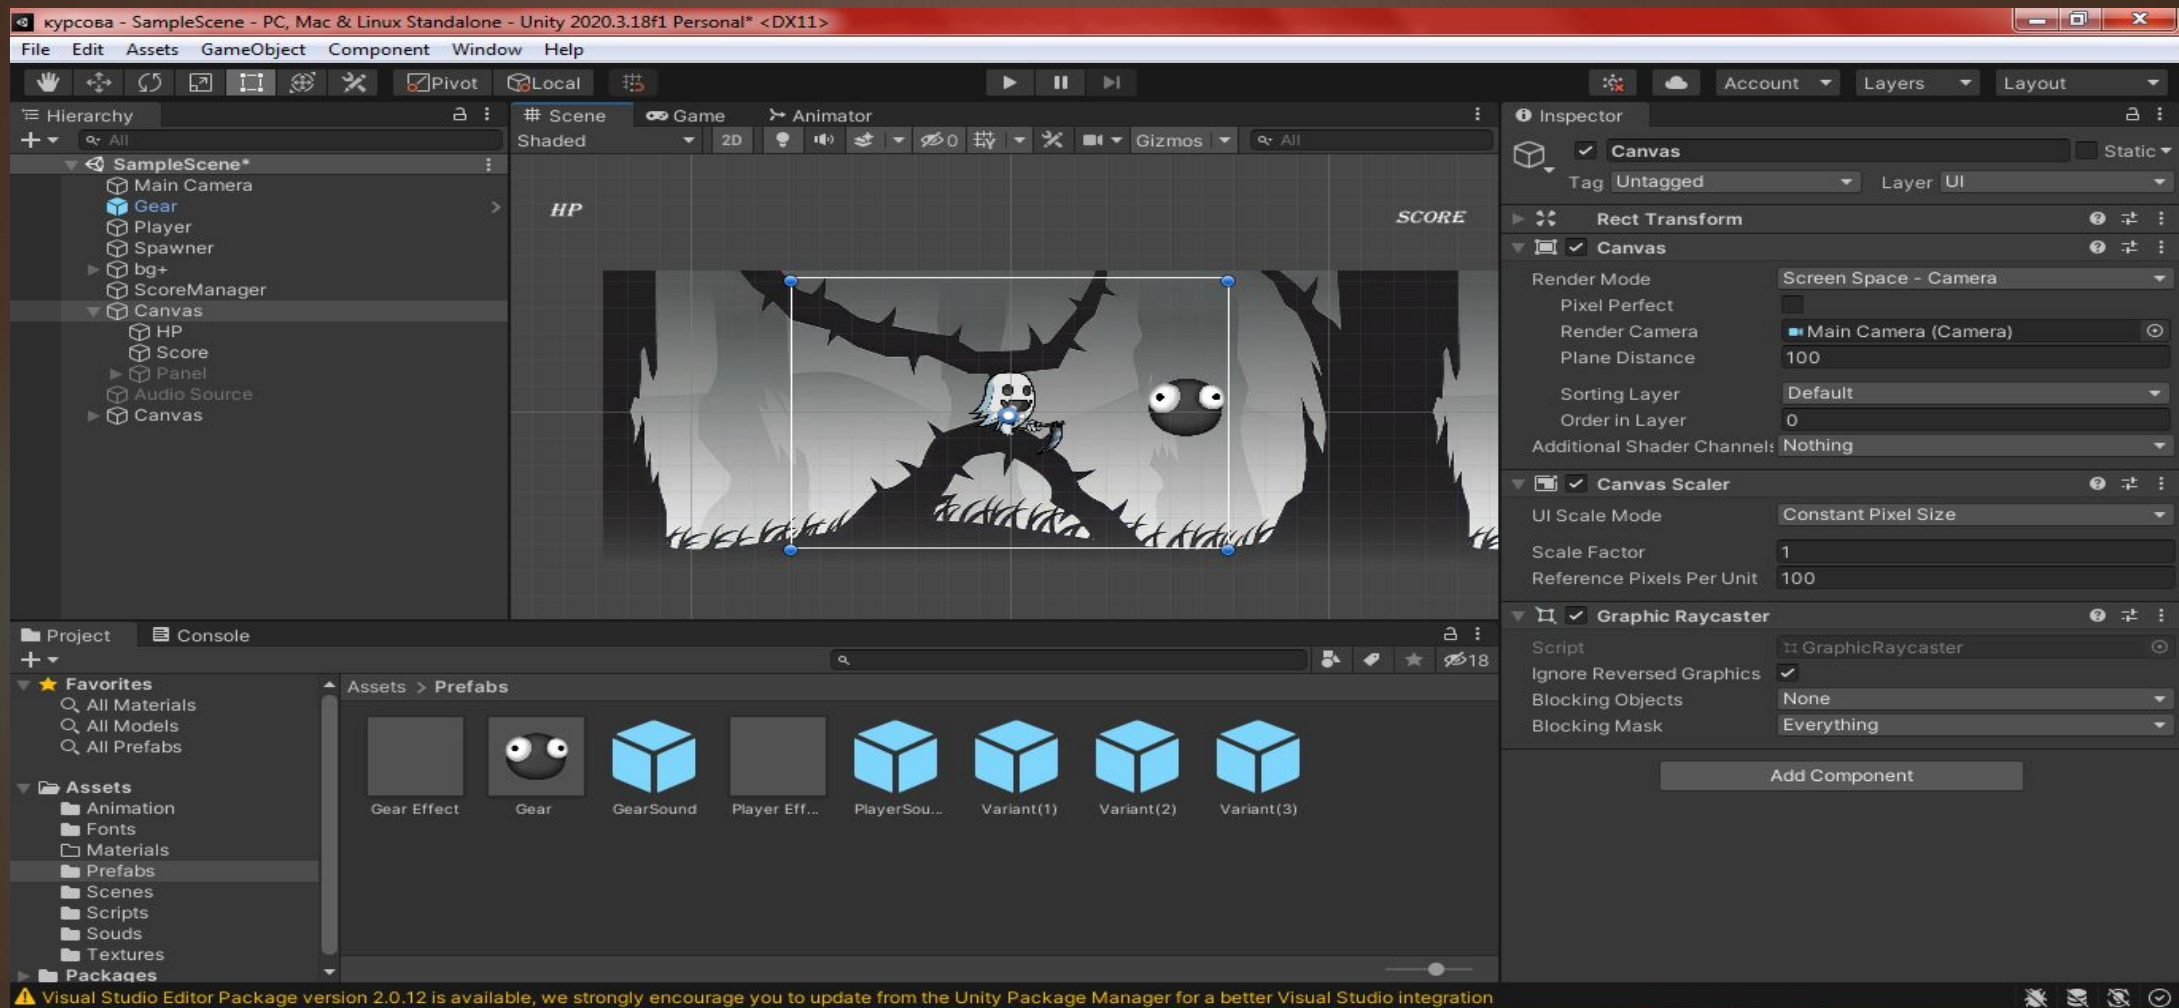 курсова - SampleScene - PC, Mac & Linux Standalone - Unity 2020.3.18f1 Personal* <DX11>
File Edit Assets GameObject Component Window Help
Pivot Local Account Layers Layout
Hierarchy
All
SampleScene*
Main Camera
Gear
Player
Spawner
bg+
ScoreManager
Canvas
HP
Score
Panel
Audio Source
Canvas
Scene Game Animator
Shaded 2D 0 Gizmos All
HP
SCORE
Inspector
Canvas Static
Tag Untagged Layer UI
Rect Transform
Canvas
Render Mode Screen Space - Camera
Pixel Perfect
Render Camera Main Camera (Camera)
Plane Distance 100
Sorting Layer Default
Order in Layer 0
Additional Shader Channels Nothing
Canvas Scaler
UI Scale Mode Constant Pixel Size
Scale Factor 1
Reference Pixels Per Unit 100
Graphic Raycaster
Script GraphicRaycaster
Ignore Reversed Graphics
Blocking Objects None
Blocking Mask Everything
Add Component
Project Console
18
Favorites
All Materials
All Models
All Prefabs
Assets
Animation
Fonts
Materials
Prefabs
Scenes
Scripts
Souds
Textures
Packages
Assets > Prefabs
Gear Effect Gear GearSound Player Eff... PlayerSou... Variant(1) Variant(2) Variant(3)
Visual Studio Editor Package version 2.0.12 is available, we strongly encourage you to update from the Unity Package Manager for a better Visual Studio integration